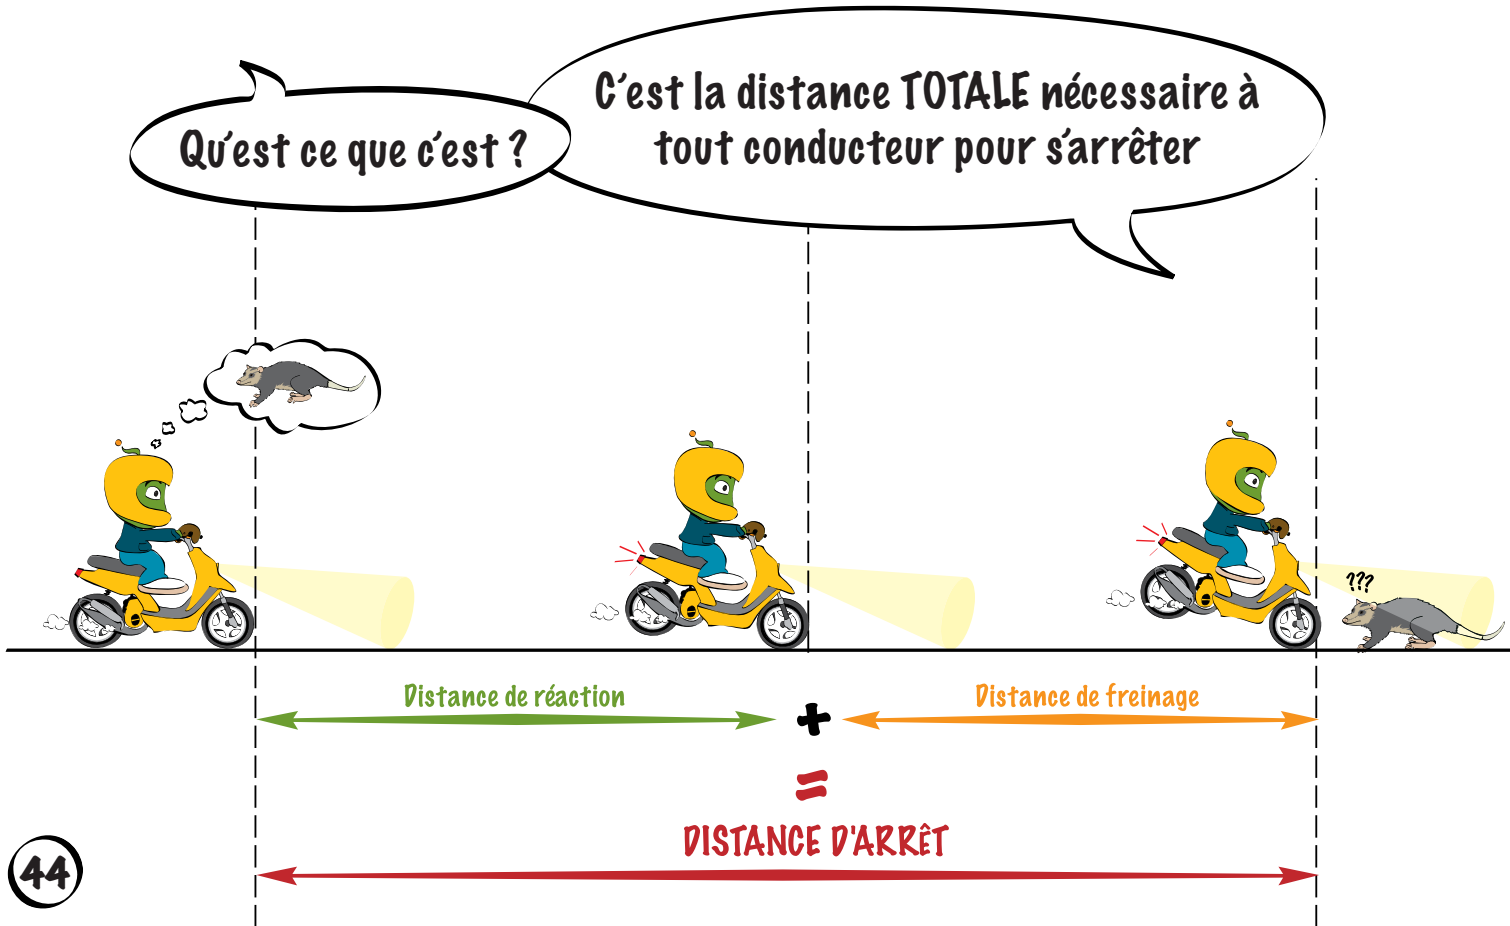 Qu'est ce que c'est ?
C'est la distance TOTALE nécessaire à
tout conducteur pour s'arrêter
???
Distance de réaction
+
Distance de freinage
=
DISTANCE D'ARRÊT
44